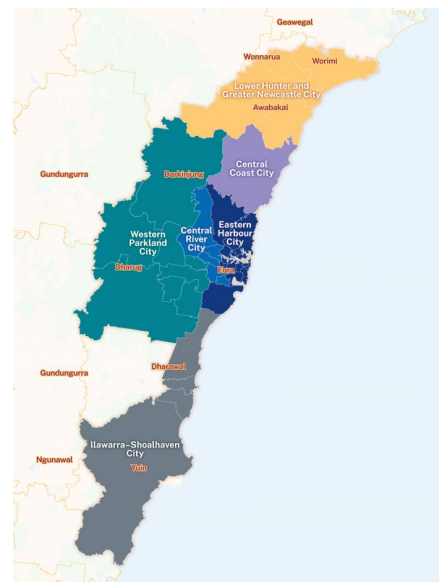 Geawegal
Wonnarua
Worimi
Lower Hunter and
Greater Newcastle City
Awabakal
Central
Coast City
Gundungurra
Darkinjung
Eastern
Harbour
City
Western
Parkland
City
Central
River
City
Dharug
Eora
Dharawal
Gundungurra
llawarra–Shoalhaven
City
Yuin
Ngunawal